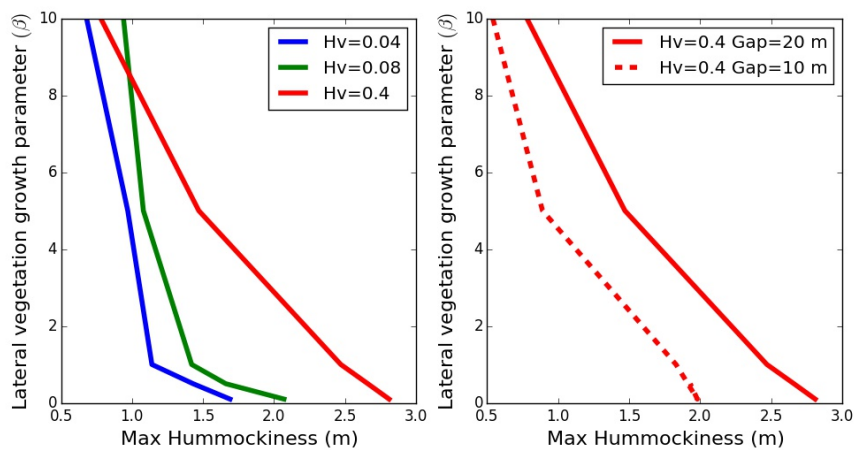 Lateral vegetation growth parameter (β)
10
8
6
4
2
0
Hv=0.04
Hv=0.08
Hv=0.4
0.5 1.0 1.5 2.0 2.5 3.0
Max Hummockiness (m)
Lateral vegetation growth parameter (β)
10
8
6
4
2
0
Hv=0.4 Gap=20 m
Hv=0.4 Gap=10 m
0.5 1.0 1.5 2.0 2.5 3.0
Max Hummockiness (m)